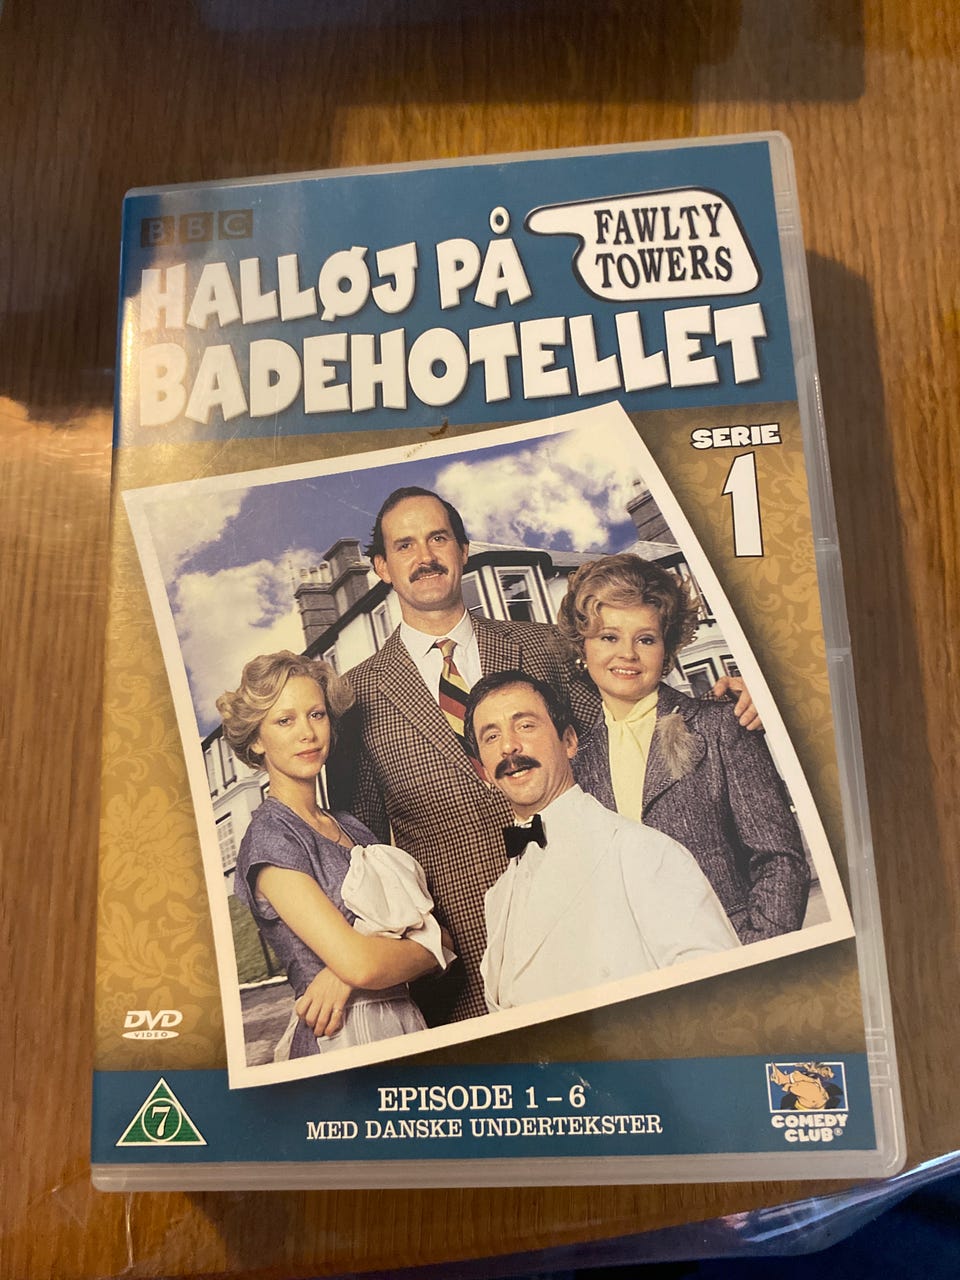 BBC
HALLØJ PÅ
BADEHOTELLET
FAWLTY
TOWERS
SERIE
1
DVD
VIDEO
7
EPISODE 1 – 6
MED DANSKE UNDERTEKSTER
COMEDY
CLUB®